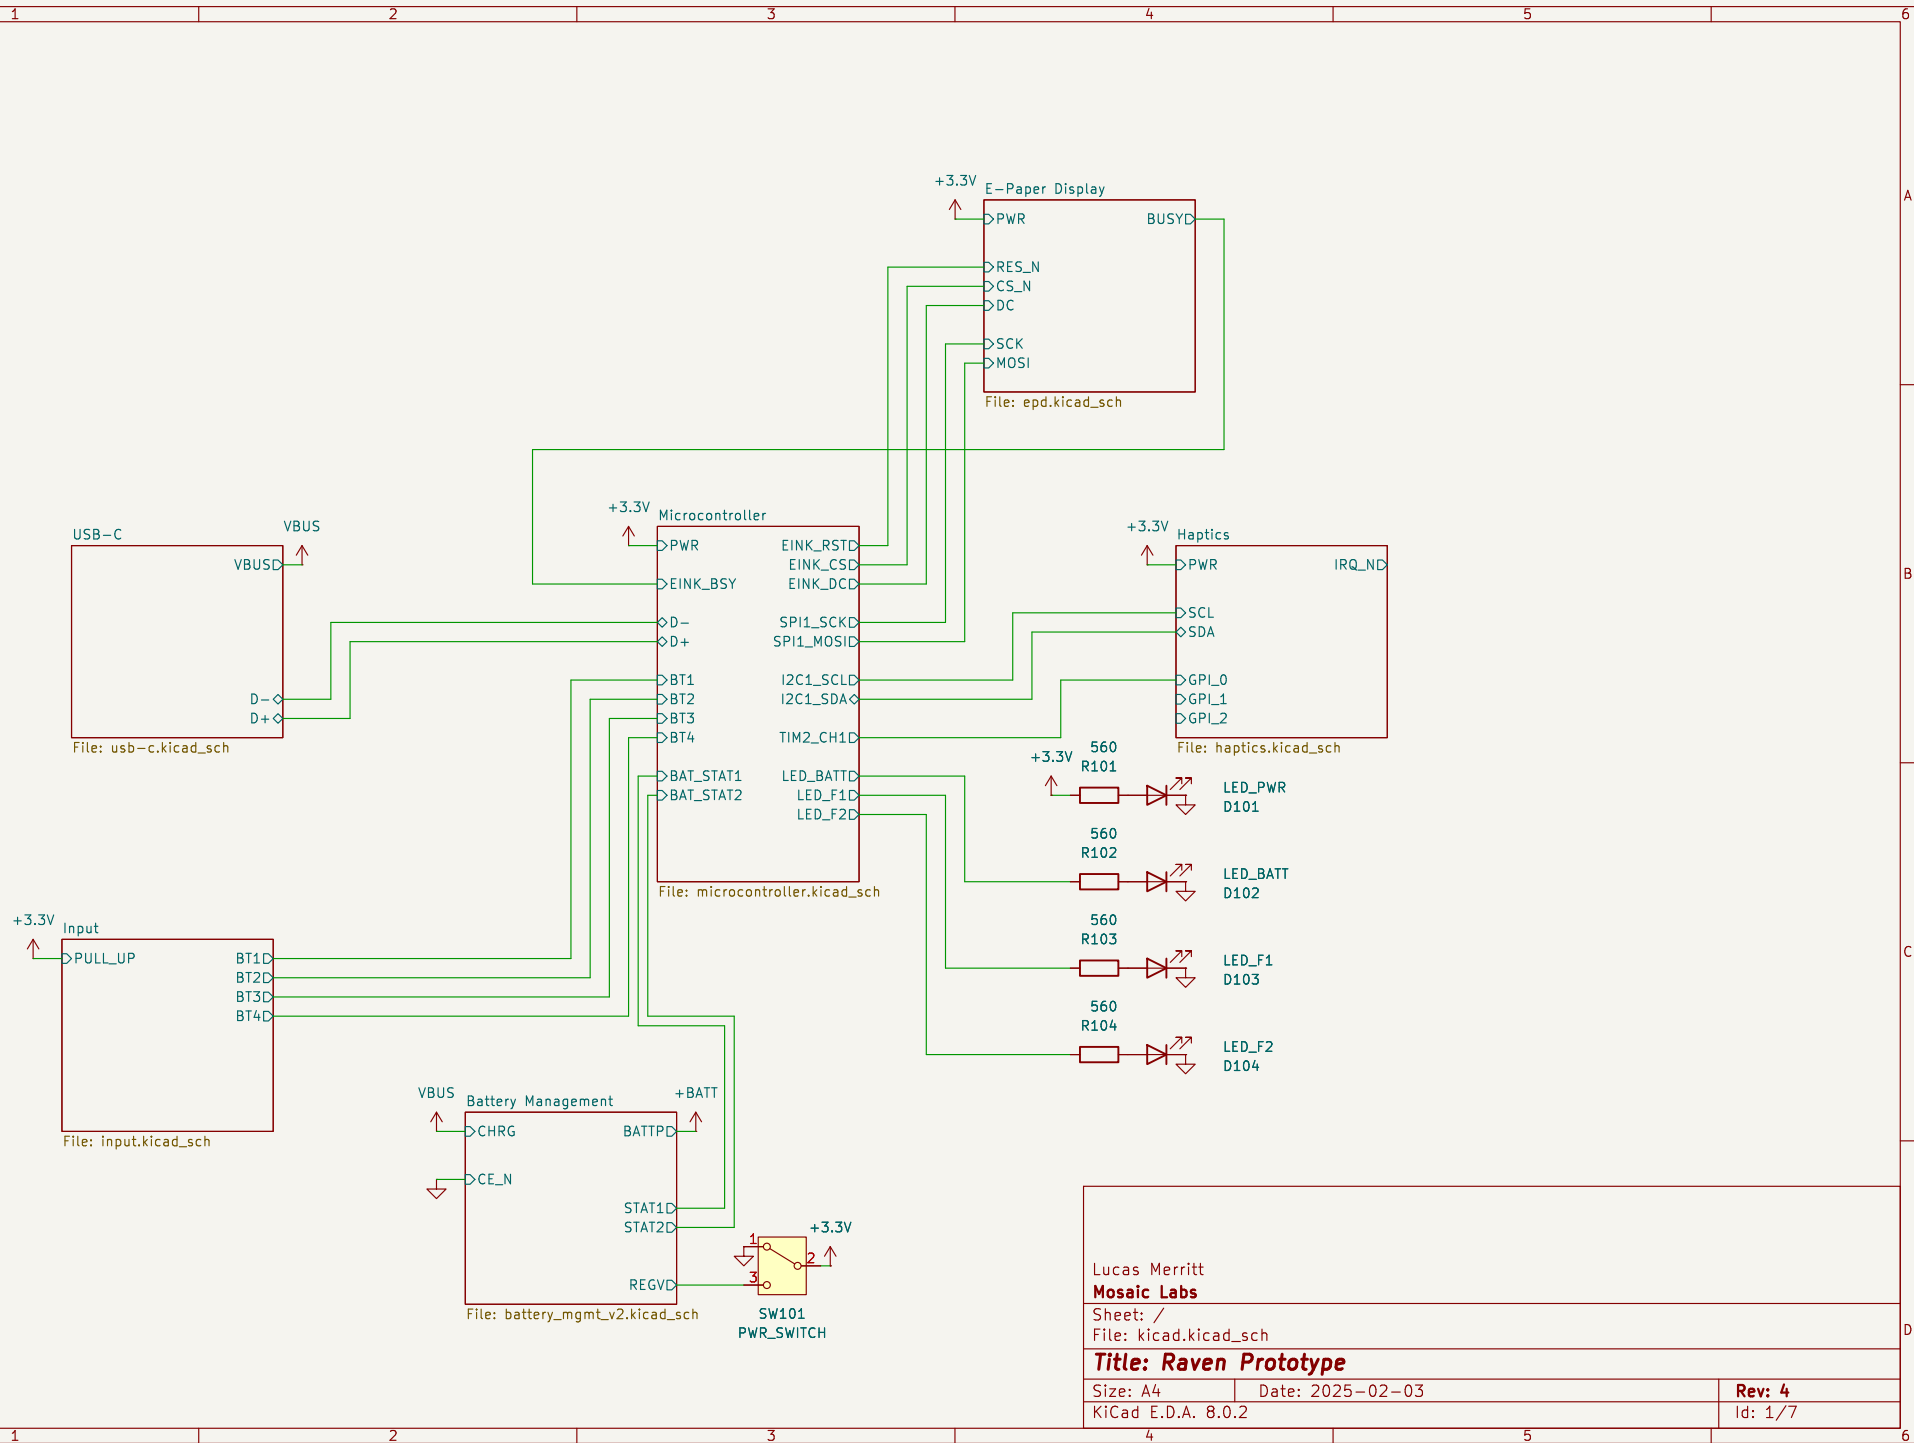 1 2 3 4 5 6
A
B
C
D
+3.3V
E-Paper Display
PWR
BUSY
RES_N
CS_N
DC
SCK
MOSI
File: epd.kicad_sch
USB-C
VBUS
VBUS
D-
D+
File: usb-c.kicad_sch
+3.3V
Microcontroller
PWR
EINK_RST
EINK_CS
EINK_BSY
EINK_DC
D-
SPI1_SCK
D+
SPI1_MOSI
BT1
I2C1_SCL
BT2
I2C1_SDA
BT3
BT4
TIM2_CH1
BAT_STAT1
LED_BATT
BAT_STAT2
LED_F1
LED_F2
File: microcontroller.kicad_sch
+3.3V
Haptics
PWR
IRQ_N
SCL
SDA
GPI_0
GPI_1
GPI_2
File: haptics.kicad_sch
+3.3V
560
R101
LED_PWR
D101
560
R102
LED_BATT
D102
560
R103
LED_F1
D103
560
R104
LED_F2
D104
+3.3V
Input
PULL_UP
BT1
BT2
BT3
BT4
File: input.kicad_sch
VBUS
Battery Management
+BATT
CHRG
BATTP
CE_N
STAT1
STAT2
REGV
File: battery_mgmt_v2.kicad_sch
+3.3V
1
2
3
SW101
PWR_SWITCH
Lucas Merritt
Mosaic Labs
Sheet: /
File: kicad.kicad_sch
Title: Raven Prototype
Size: A4
Date: 2025-02-03
Rev: 4
KiCad E.D.A. 8.0.2
Id: 1/7
1 2 3 4 5 6